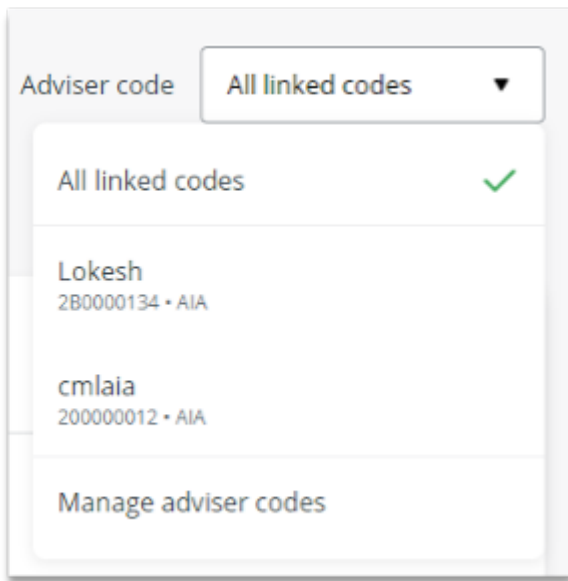 Adviser code All linked codes
All linked codes
Lokesh
2B0000134 • AIA
cmlaia
200000012 • AIA
Manage adviser codes